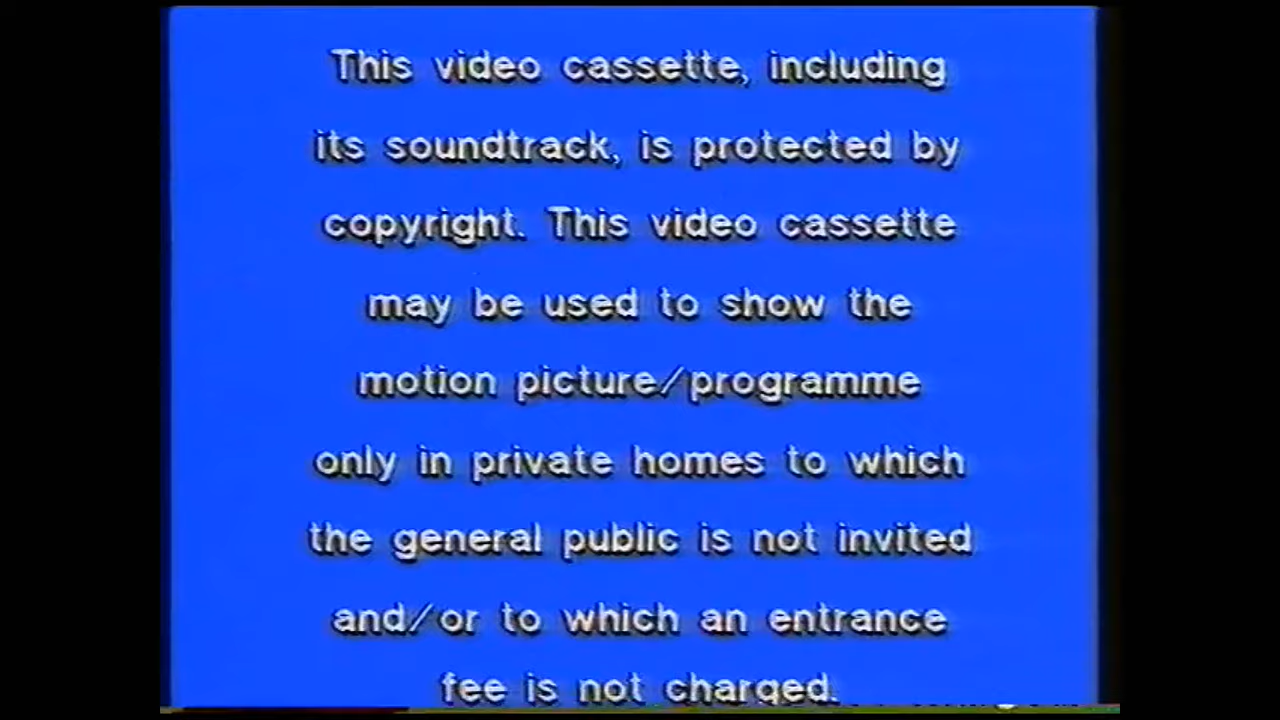 This video cassette, including
its soundtrack, is protected by
copyright. This video cassette
may be used to show the
motion picture/programme
only in private homes to which
the general public is not invited
and/or to which an entrance
fee is not charged.